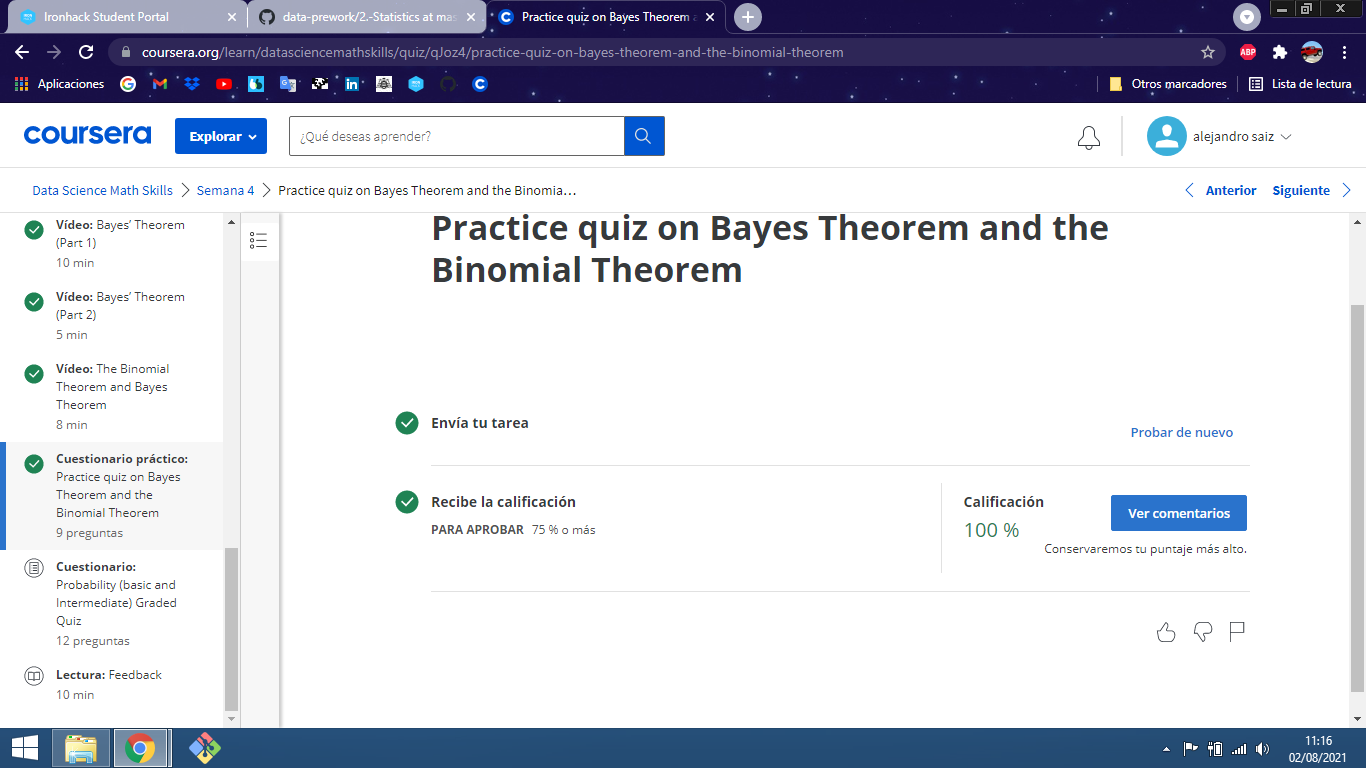 Ironhack Student Portal
data-prework/2.-Statistics at mas
Practice quiz on Bayes Theorem a
coursera.org/learn/datasciencemathskills/quiz/qJoz4/practice-quiz-on-bayes-theorem-and-the-binomial-theorem
ABP
Aplicaciones
Otros marcadores
Lista de lectura
coursera
Explorar
¿Qué deseas aprender?
alejandro saiz
Data Science Math Skills
Semana 4
Practice quiz on Bayes Theorem and the Binomia…
Anterior
Siguiente
Vídeo: Bayes’ Theorem
(Part 1)
10 min
Vídeo: Bayes’ Theorem
(Part 2)
5 min
Vídeo: The Binomial
Theorem and Bayes
Theorem
8 min
Cuestionario práctico:
Practice quiz on Bayes
Theorem and the
Binomial Theorem
9 preguntas
Cuestionario:
Probability (basic and
Intermediate) Graded
Quiz
12 preguntas
Lectura: Feedback
10 min
Practice quiz on Bayes Theorem and the
Binomial Theorem
Envía tu tarea
Probar de nuevo
Recibe la calificación
PARA APROBAR 75 % o más
Calificación
100 %
Ver comentarios
Conservaremos tu puntaje más alto.
11:16
02/08/2021